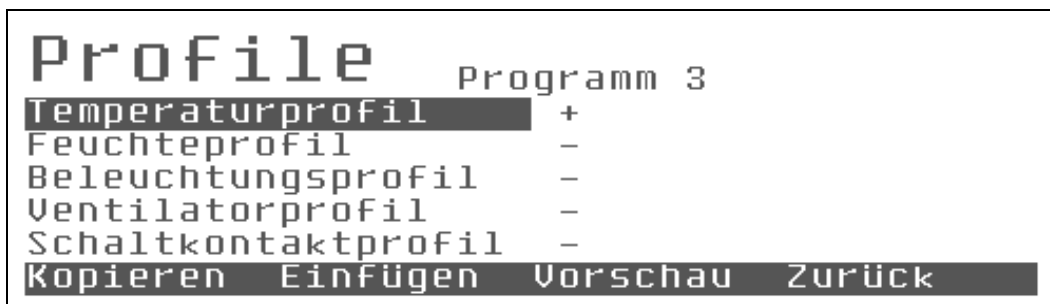 Profile Programm 3
Temperaturprofil +
Feuchteprofil –
Beleuchtungsprofil –
Ventilatorprofil –
Schaltkontaktprofil –
Kopieren Einfügen Vorschau Zurück